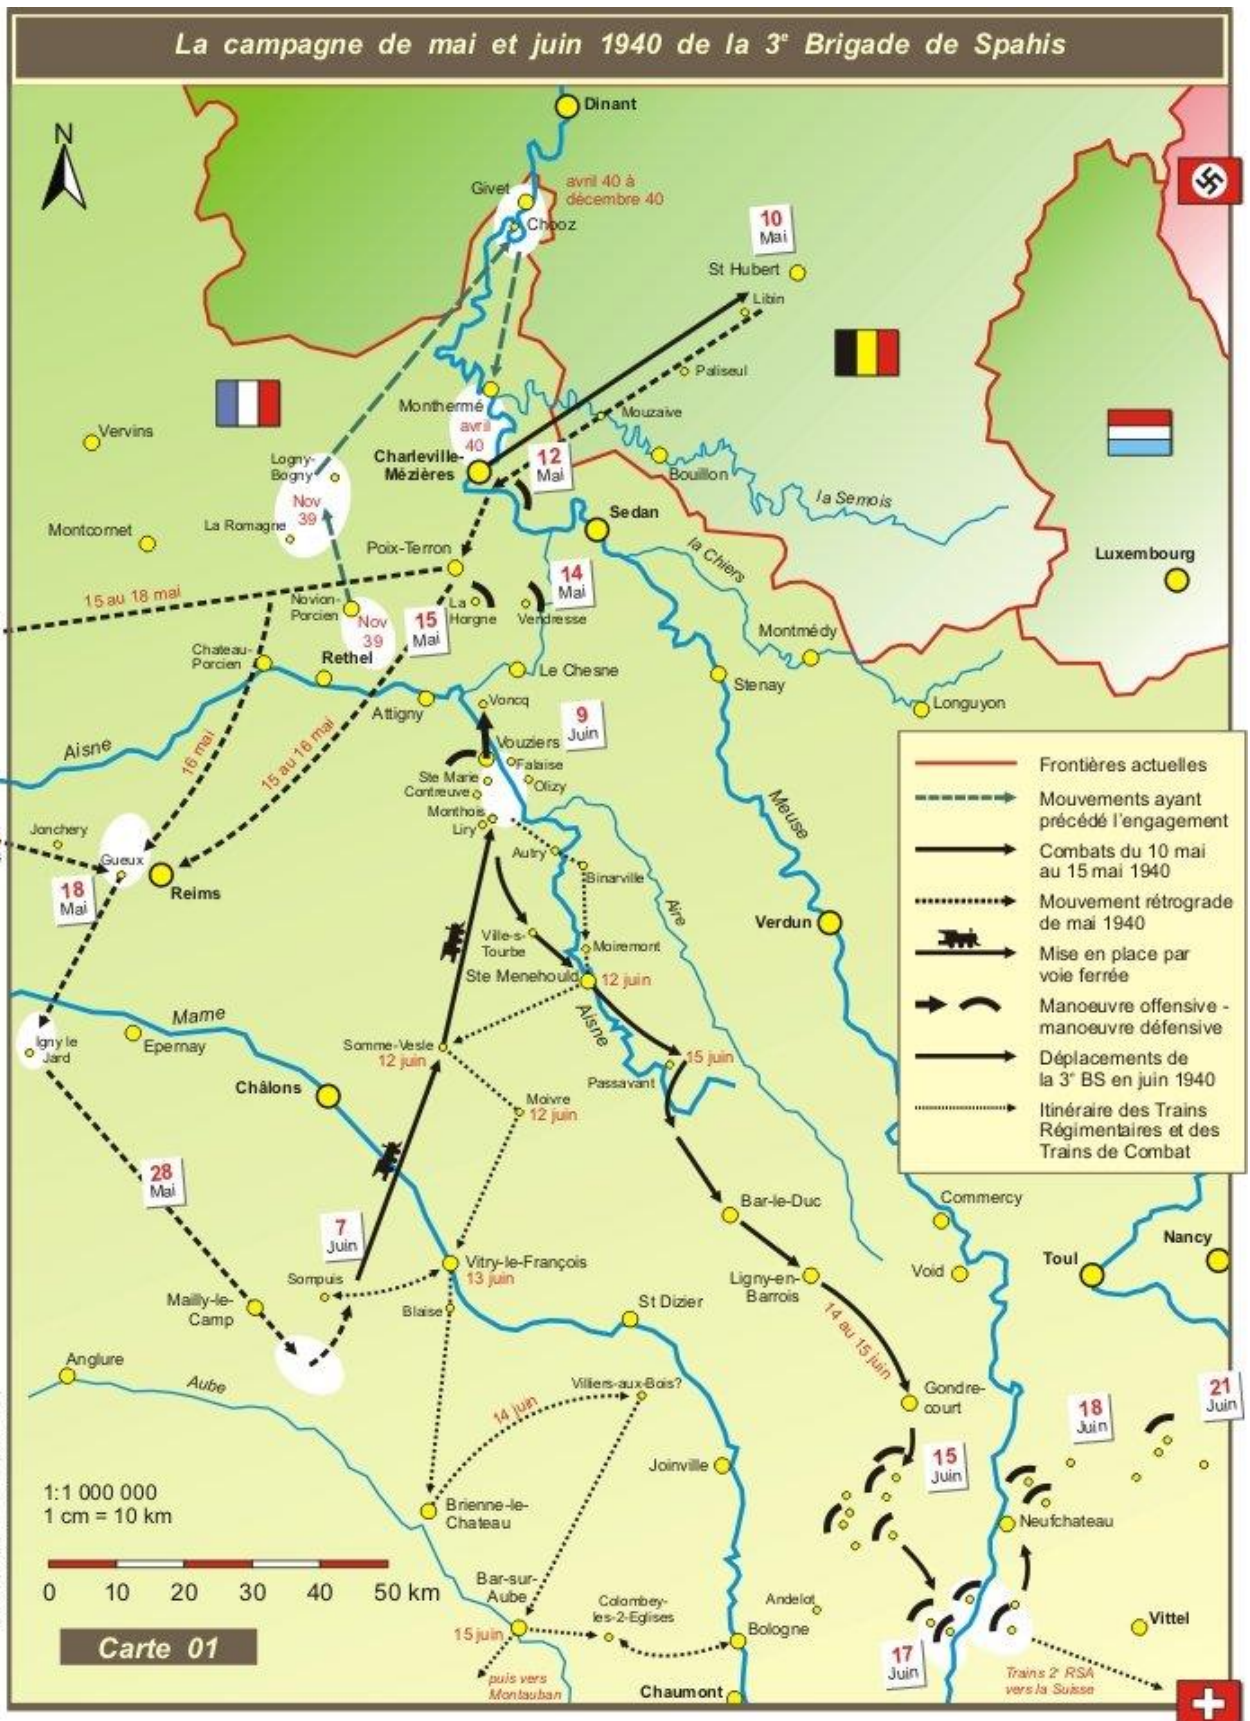 La campagne de mai et juin 1940 de la 3e Brigade de Spahis
N
Dinant
Givet
avril 40 à
décembre 40
Chooz
10
Mai
St Hubert
Libin
Paliseul
Mouzaive
Monthermé
avril
40
Vervins
Charleville-
Mézières
12
Mai
Bouillon
la Semois
Logny-
Bogny
Nov
39
La Romagne
Sedan
Montcornet
Poix-Terron
la Chiers
Luxembourg
14
Mai
15 au 18 mai
Novion-
Porcien
Nov
39
15
Mai
La
Horgne
Vendresse
Montmédy
Chateau-
Porcien
Rethel
Le Chesne
Stenay
Longuyon
Attigny
Voncq
9
Juin
Aisne
16 mai
15 au 16 mai
Vouziers
Falaise
Ste Marie
Olizy
Contreuve
Monthois
Liry
Meuse
Jonchery
Gueux
Reims
18
Mai
Autry
Binarville
Aire
Verdun
Ville-s-
Tourbe
Moiremont
Ste Menehould
12 juin
Aisne
Marne
Igny le
Jard
Epernay
Somme-Vesle
12 juin
15 juin
Passavant
Châlons
Moivre
12 juin
Frontières actuelles
Mouvements ayant
précédé l'engagement
Combats du 10 mai
au 15 mai 1940
Mouvement rétrograde
de mai 1940
Mise en place par
voie ferrée
Manoeuvre offensive -
manoeuvre défensive
Déplacements de
la 3e BS en juin 1940
Itinéraire des Trains
Régimentaires et des
Trains de Combat
28
Mai
7
Juin
Bar-le-Duc
Commercy
Nancy
Toul
Void
Sompuis
Vitry-le-François
13 juin
Ligny-en-
Barrois
Mailly-le-
Camp
Blaise
St Dizier
14 au 15 juin
Anglure
Aube
Villiers-aux-Bois?
14 juin
Gondre-
court
18
Juin
21
Juin
15
Juin
Joinville
1:1 000 000
1 cm = 10 km
Brienne-le-
Chateau
Neufchateau
0 10 20 30 40 50 km
Bar-sur-
Aube
Colombey-
les-2-Eglises
Andelot
Vittel
15 juin
Bologne
17
Juin
Carte 01
puis vers
Montauban
Chaumont
Trains 2e RSA
vers la Suisse